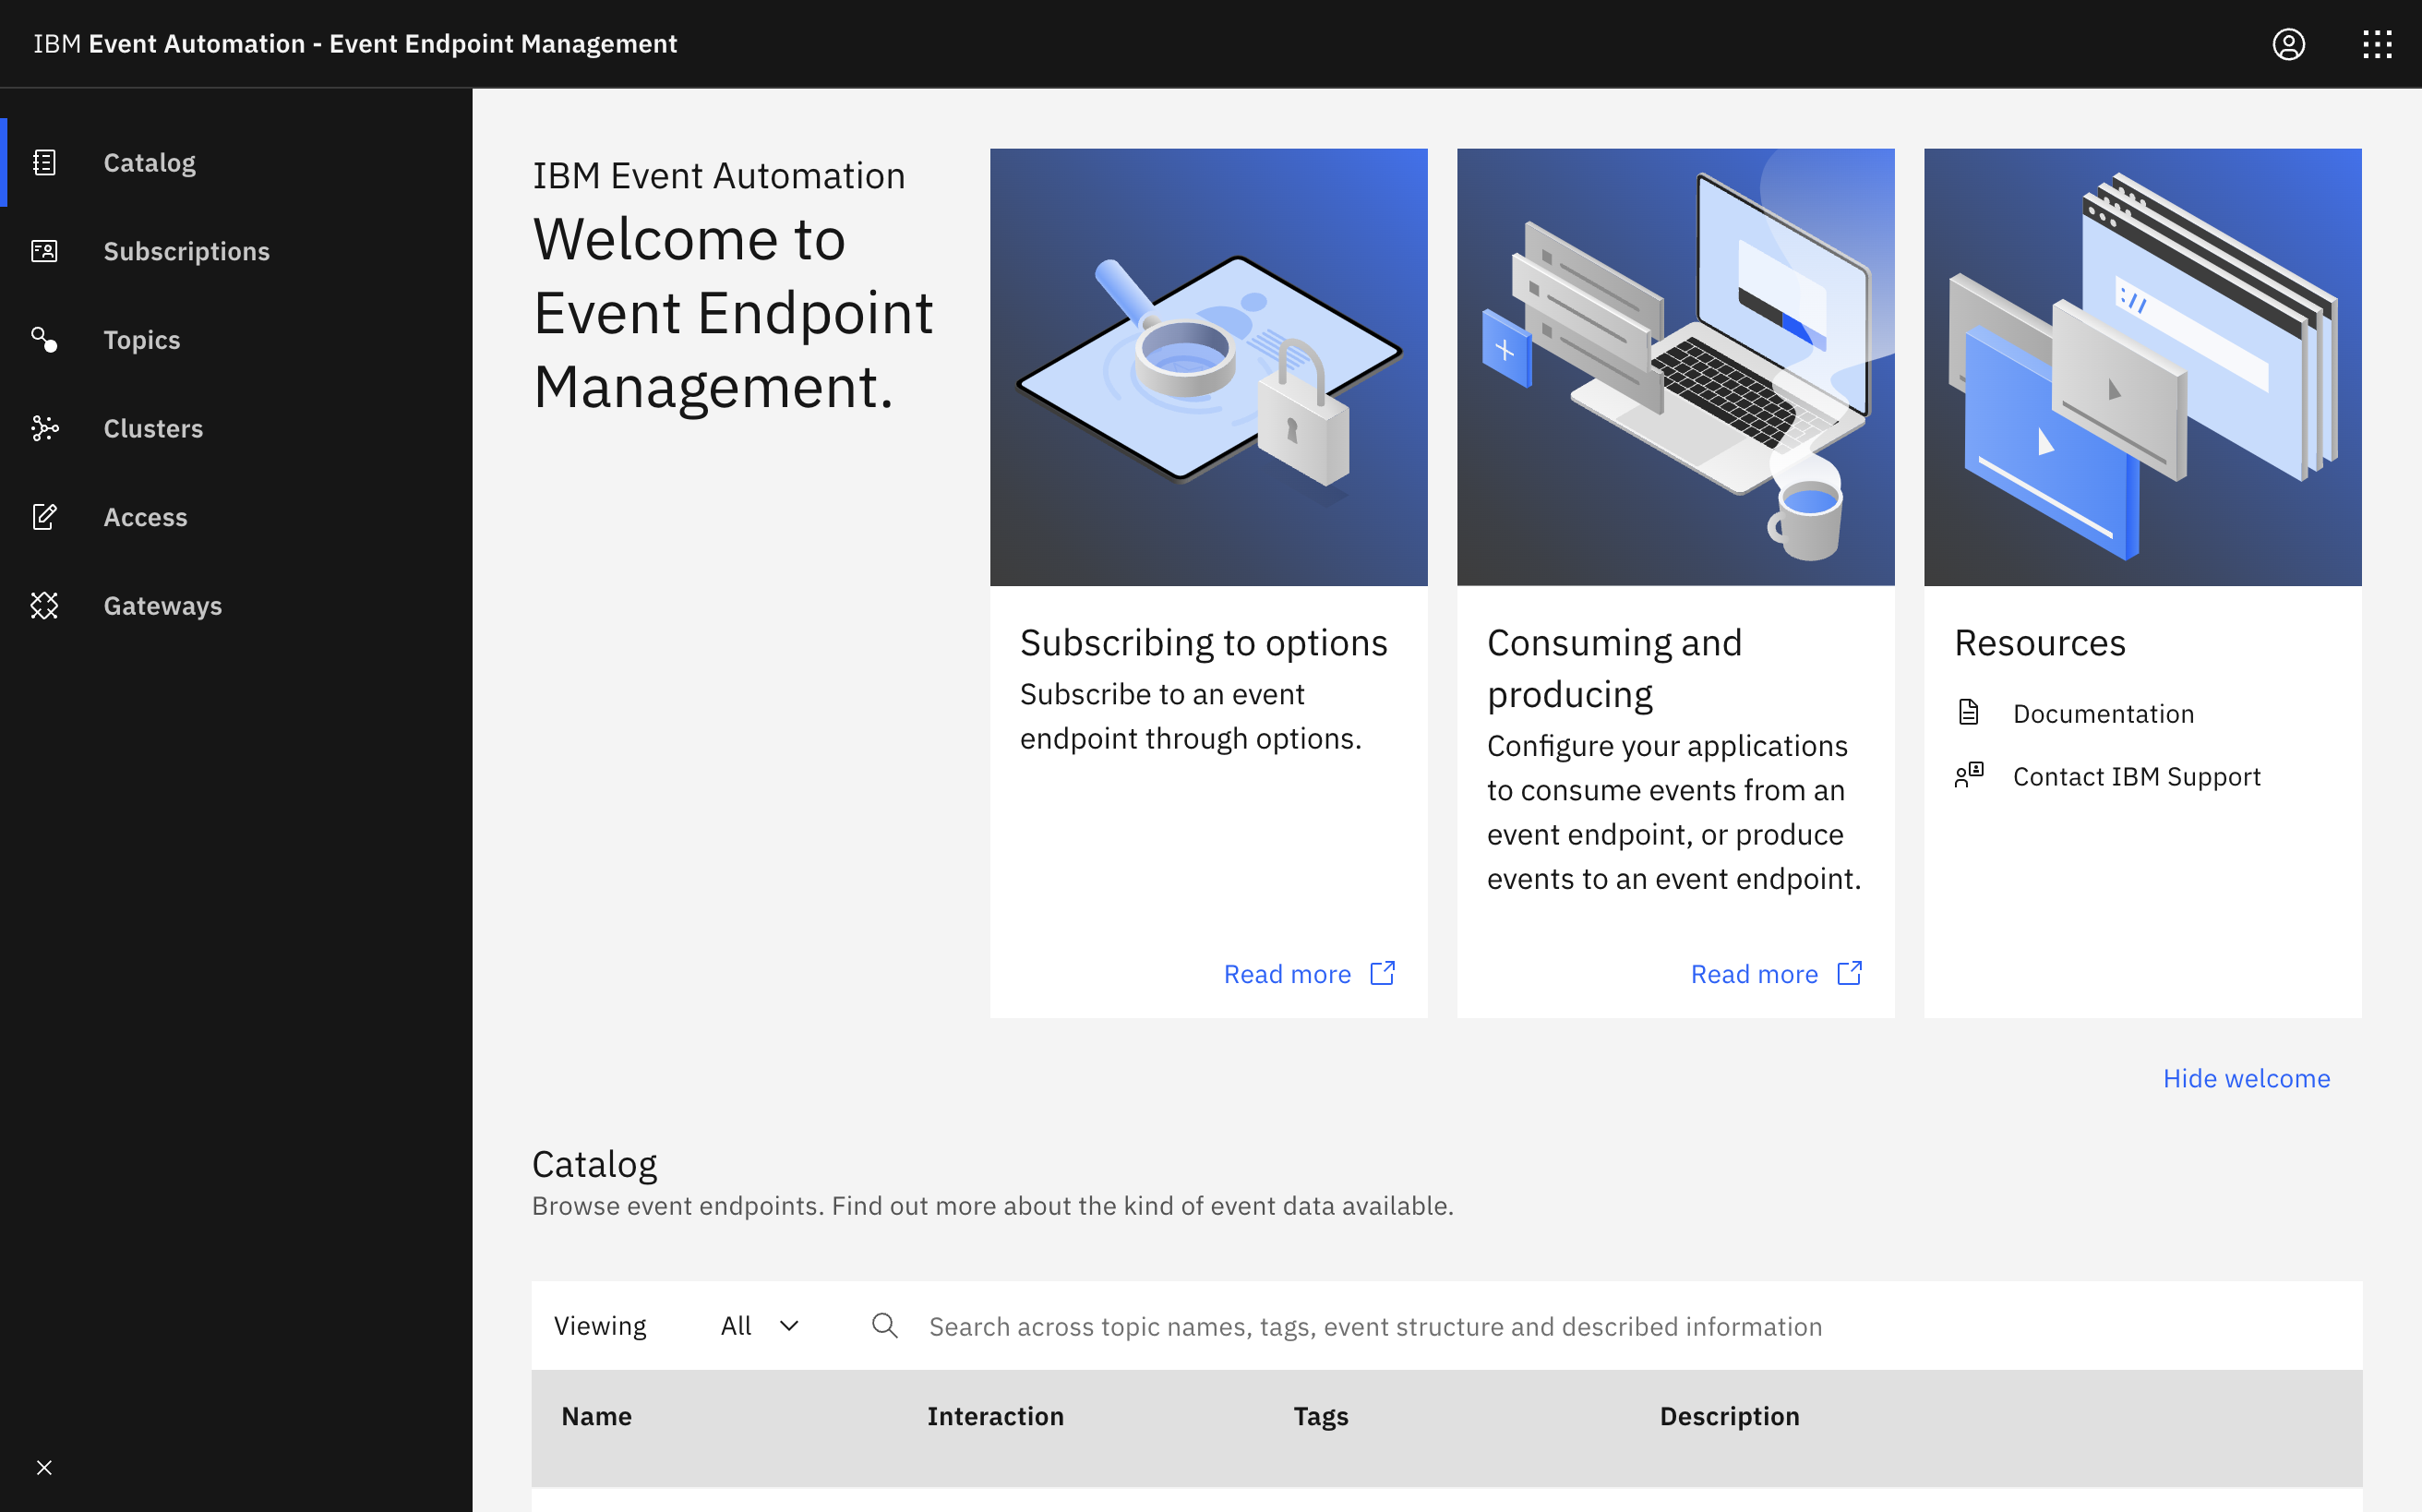 IBM Event Automation - Event Endpoint Management
Catalog
Subscriptions
Topics
Clusters
Access
Gateways
IBM Event Automation
Welcome to
Event Endpoint
Management.
Subscribing to options
Subscribe to an event
endpoint through options.
Read more
Consuming and
producing
Configure your applications
to consume events from an
event endpoint, or produce
events to an event endpoint.
Read more
://
Resources
Documentation
Contact IBM Support
Hide welcome
Catalog
Browse event endpoints. Find out more about the kind of event data available.
Viewing All Search across topic names, tags, event structure and described information
Name Interaction Tags Description